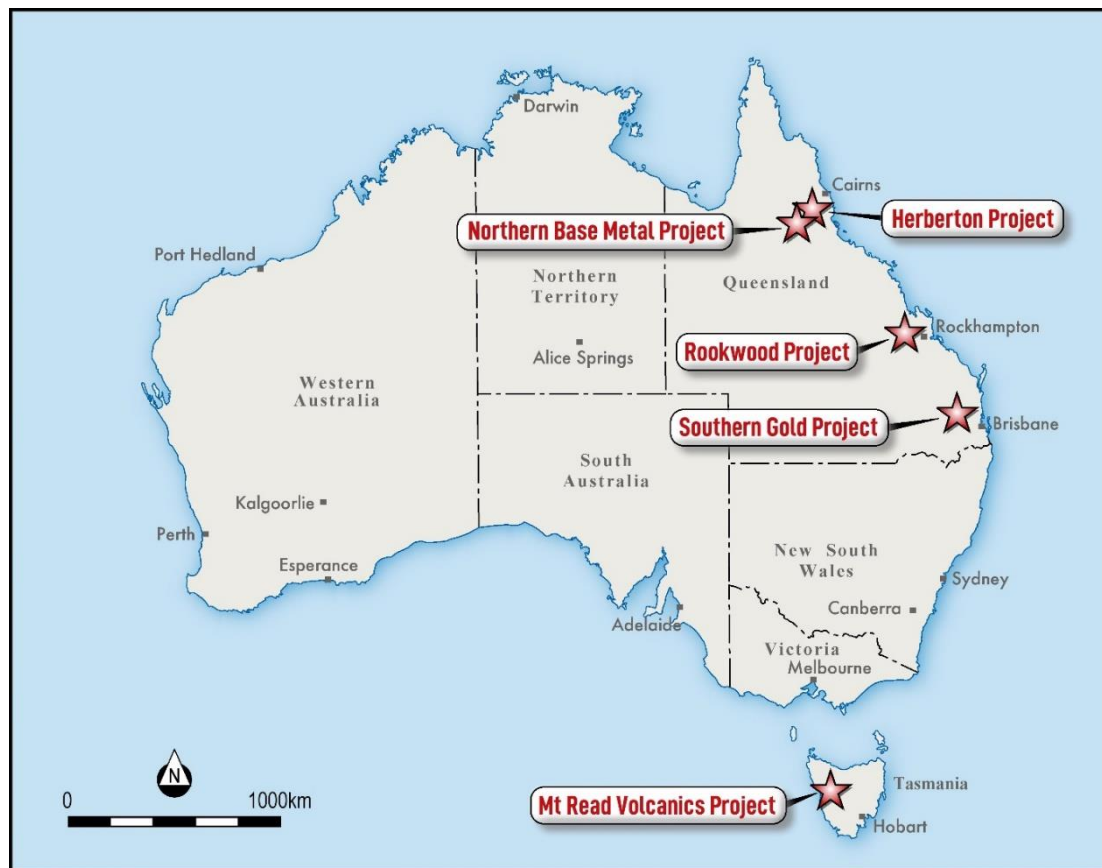 Darwin
Cairns
Herberton Project
Northern Base Metal Project
Port Hedland
Northern
Territory
Queensland
Rockhampton
Rookwood Project
Alice Springs
Western
Australia
Southern Gold Project
Brisbane
South
Australia
Kalgoorlie
Perth
Esperance
New South
Wales
Sydney
Canberra
Adelaide
Victoria
Melbourne
N
0 1000km
Tasmania
Mt Read Volcanics Project
Hobart